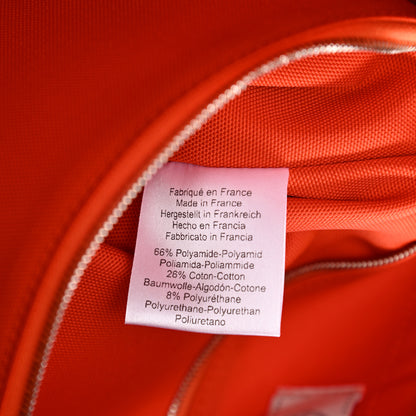 Fabriqué en France
Made in France
Hergestellt in Frankreich
Hecho en Francia
Fabbricato in Francia
66% Polyamide-Polyamid
Poliamida-Poliammide
26% Coton-Cotton
Baumwolle-Algodón-Cotone
8% Polyuréthane
Polyurethane-Polyurethan
Poliuretano